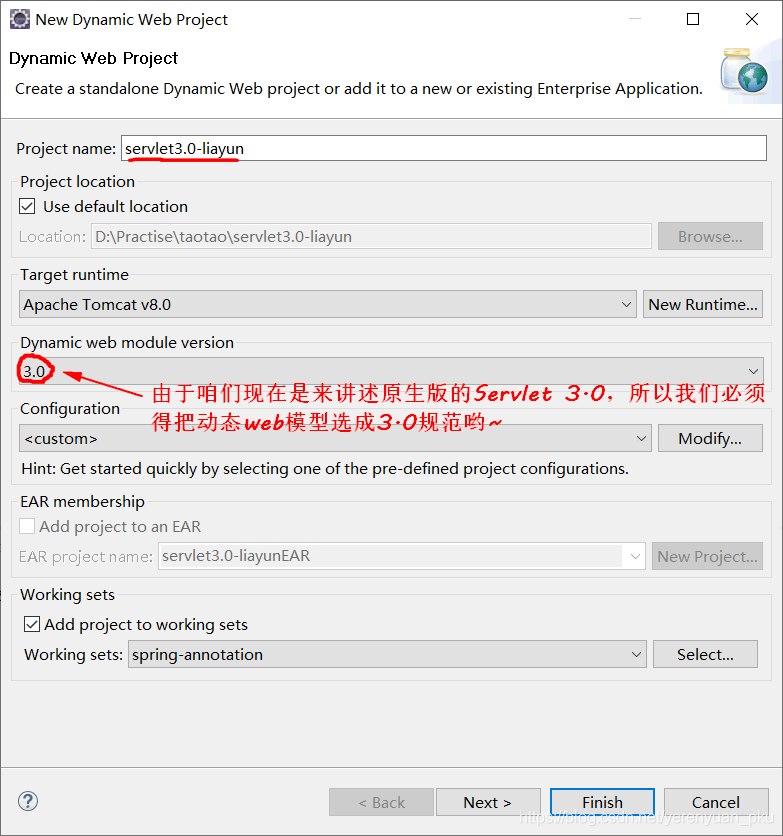 New Dynamic Web Project
Dynamic Web Project
Create a standalone Dynamic Web project or add it to a new or existing Enterprise Application.
Project name: servlet3.0-liayun
Project location
Use default location
Location: D:\Practise\taotao\servlet3.0-liayun Browse...
Target runtime
Apache Tomcat v8.0 New Runtime...
Dynamic web module version
3.0
由于咱们现在是来讲述原生版的Servlet 3.0，所以我们必须
得把动态web模型选成3.0规范哟~
Configuration
<custom> Modify...
Hint: Get started quickly by selecting one of the pre-defined project configurations.
EAR membership
Add project to an EAR
EAR project name: servlet3.0-liayunEAR New Project...
Working sets
Add project to working sets
Working sets: spring-annotation Select...
< Back Next > Finish Cancel
https://blog.csdn.net/yerenyuan_pku